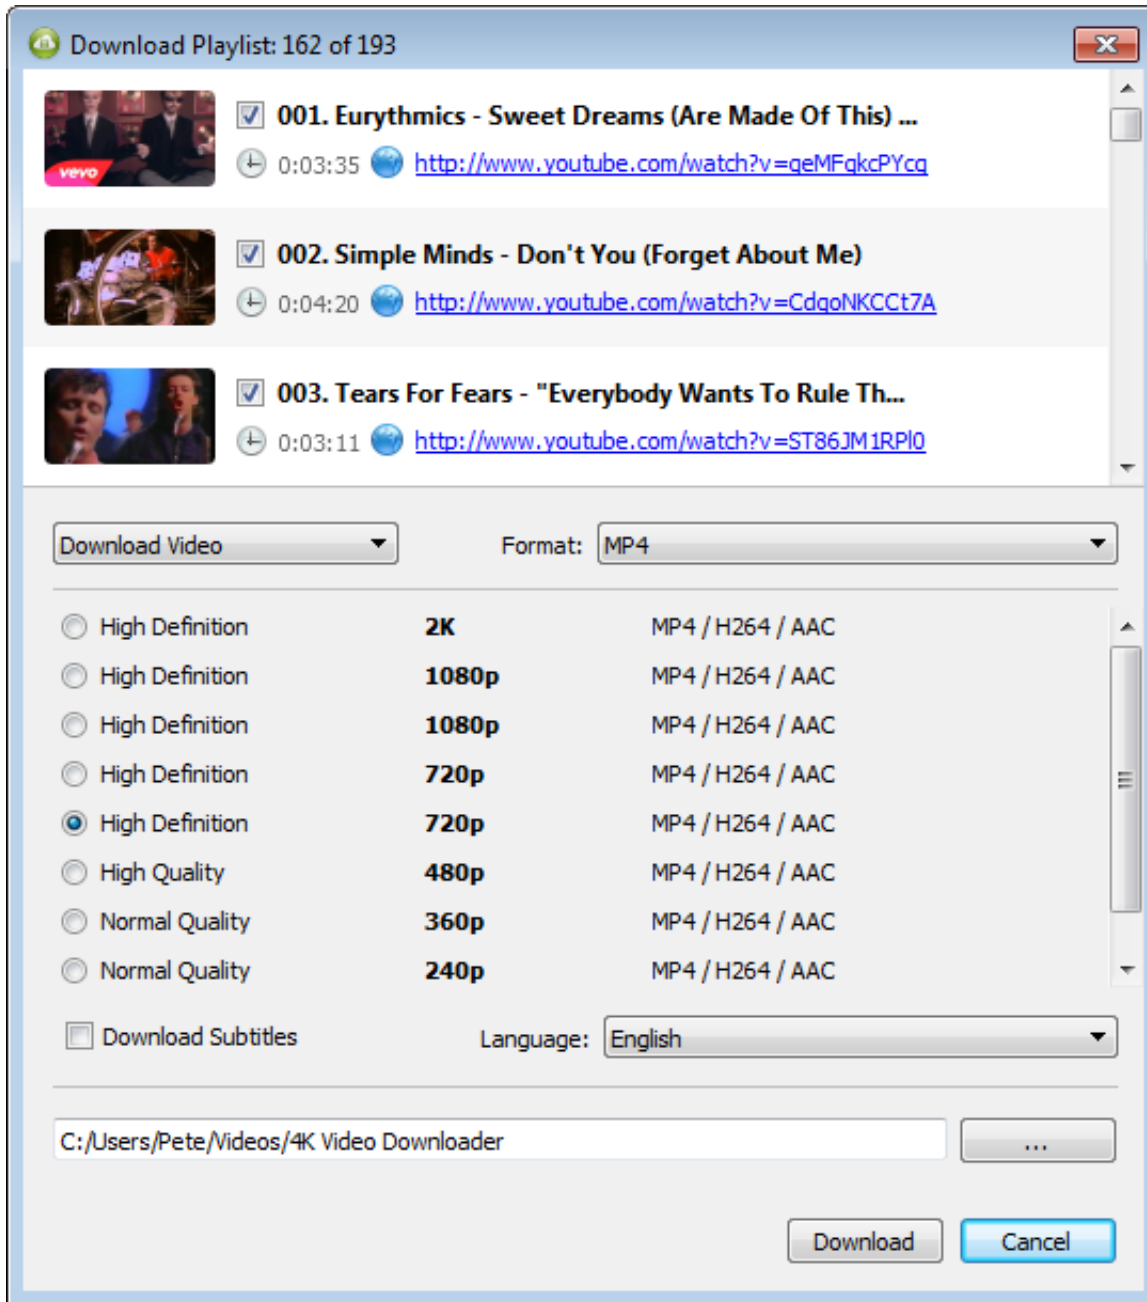 Download Playlist: 162 of 193
vevo
001. Eurythmics - Sweet Dreams (Are Made Of This) ...
0:03:35 http://www.youtube.com/watch?v=qeMFqkcPYcg
002. Simple Minds - Don't You (Forget About Me)
0:04:20 http://www.youtube.com/watch?v=CdqoNKCCt7A
003. Tears For Fears - "Everybody Wants To Rule Th...
0:03:11 http://www.youtube.com/watch?v=ST86JM1RPl0
Download Video Format: MP4
High Definition 2K MP4 / H264 / AAC
High Definition 1080p MP4 / H264 / AAC
High Definition 1080p MP4 / H264 / AAC
High Definition 720p MP4 / H264 / AAC
High Definition 720p MP4 / H264 / AAC
High Quality 480p MP4 / H264 / AAC
Normal Quality 360p MP4 / H264 / AAC
Normal Quality 240p MP4 / H264 / AAC
Download Subtitles Language: English
C:/Users/Pete/Videos/4K Video Downloader ...
Download Cancel